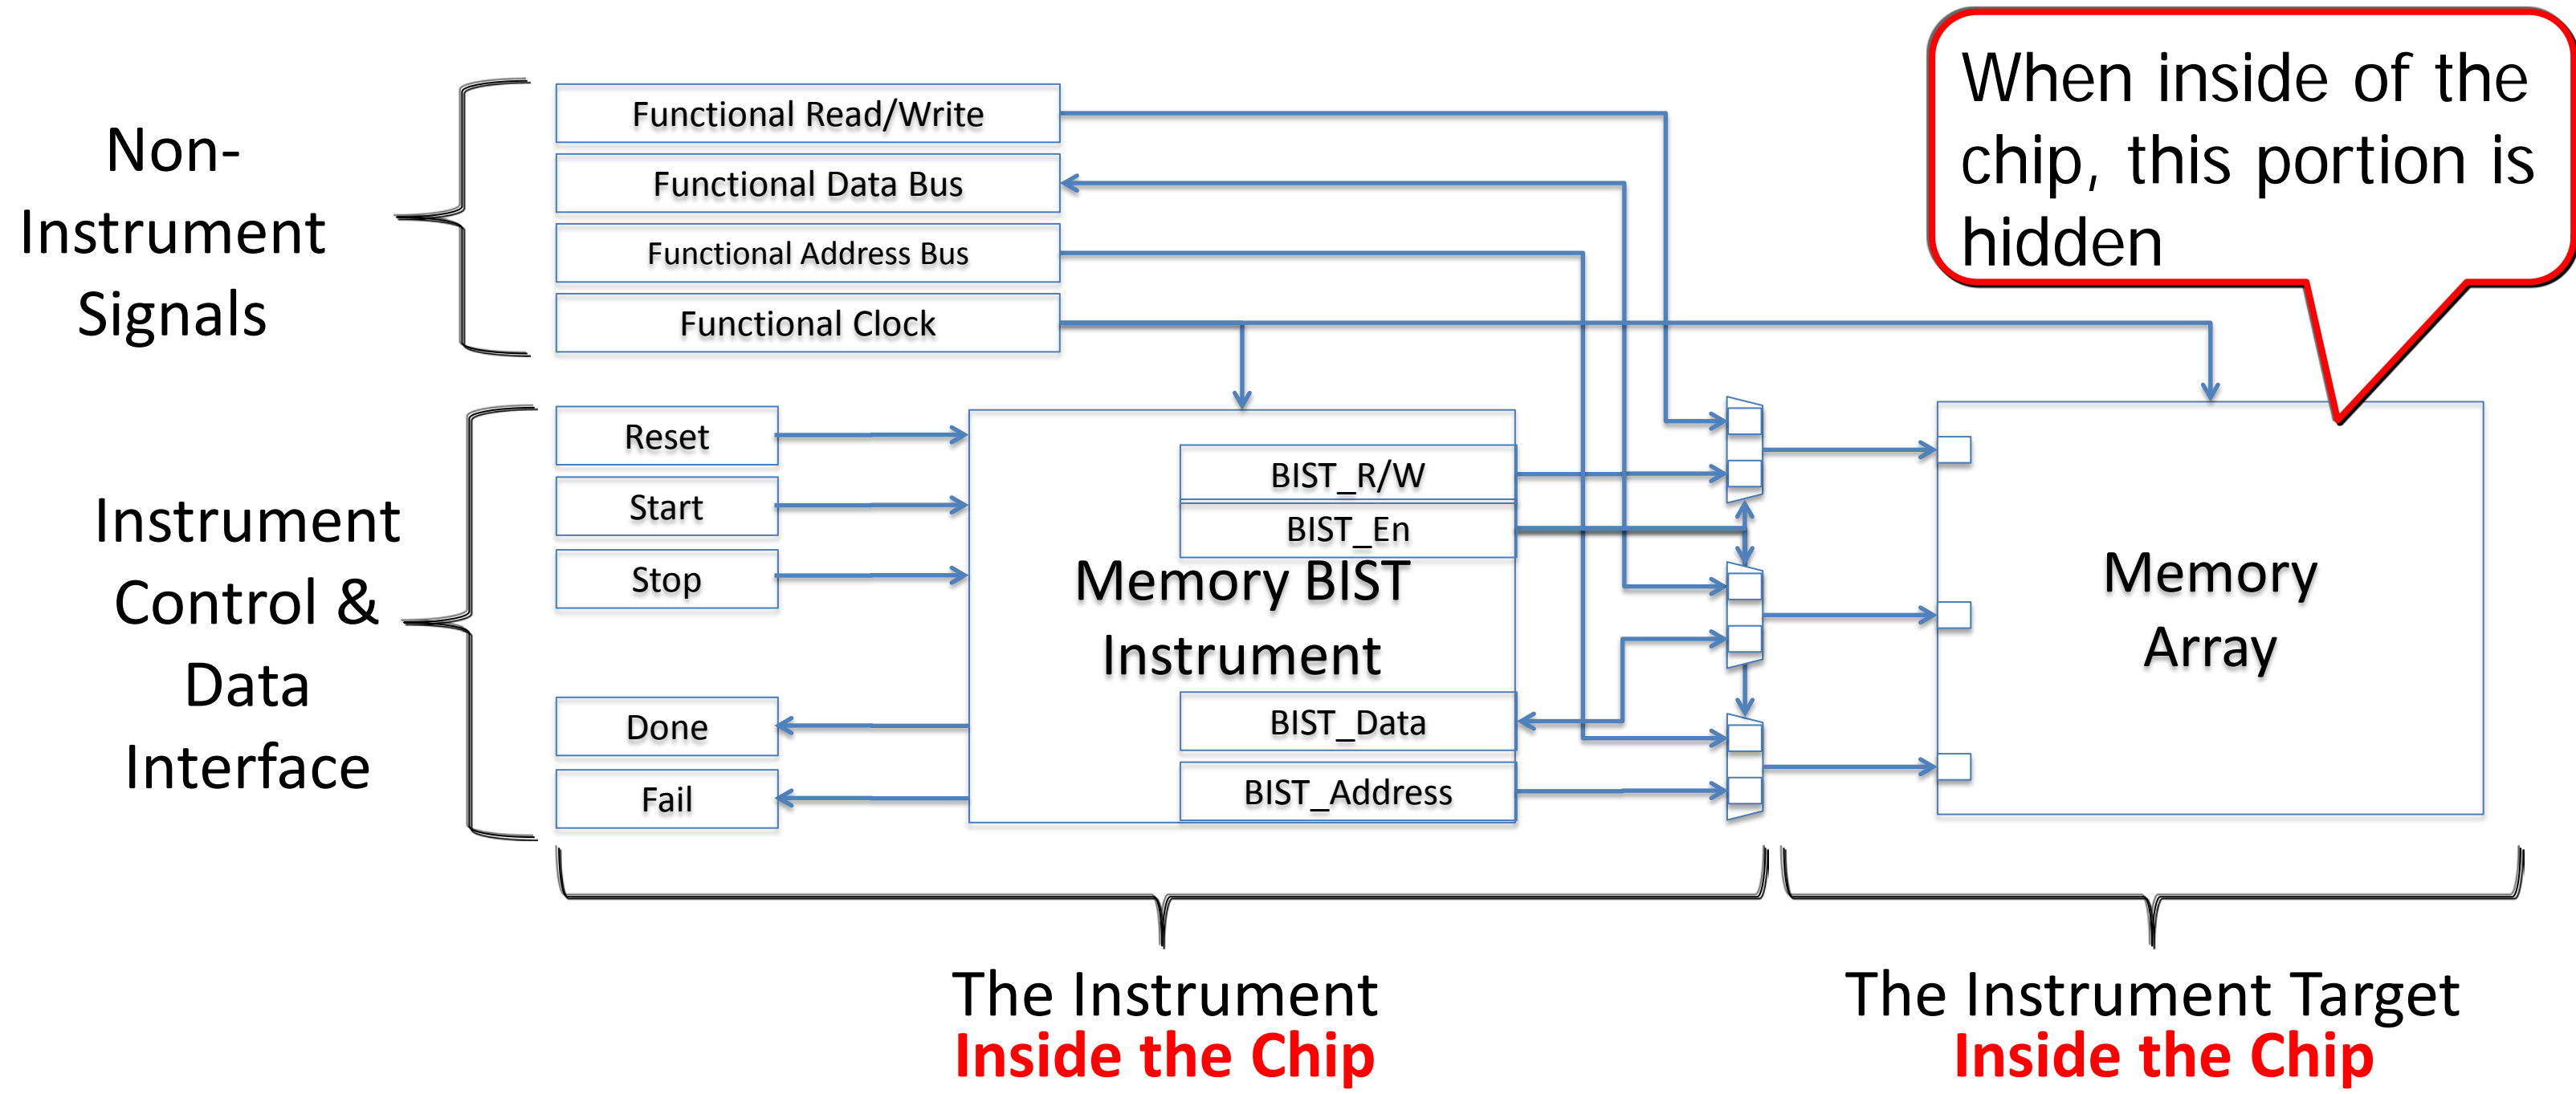 When inside of the
chip, this portion is
hidden
Non-
Instrument
Signals
Functional Read/Write
Functional Data Bus
Functional Address Bus
Functional Clock
Instrument
Control &
Data
Interface
Reset
Start
Stop
Done
Fail
BIST_R/W
BIST_En
Memory BIST
Instrument
BIST_Data
BIST_Address
Memory
Array
The Instrument
Inside the Chip
The Instrument Target
Inside the Chip